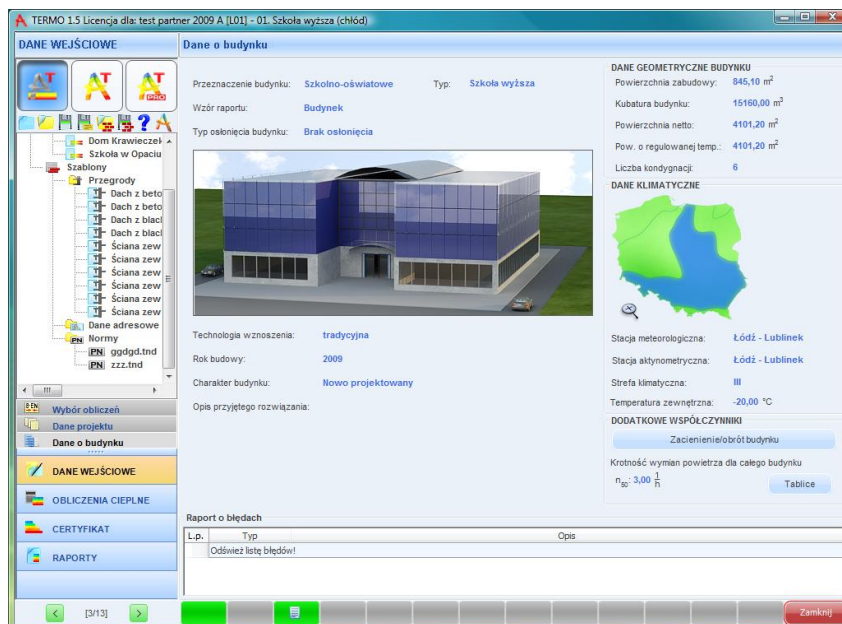 TERMO 1.5 Licencja dla: test partner 2009 A [L01] - 01. Szkoła wyższa (chłód)
DANE WEJŚCIOWE
Dane o budynku
PRO
Dom Krawieczek
Szkoła w Opaciu
Szablony
Przegrody
Dach z beto
Dach z beto
Dach z blac
Dach z blac
Ściana zew
Ściana zew
Ściana zew
Ściana zew
Ściana zew
Ściana zew
Dane adresowe
Normy
PN ggdgd.tnd
PN zzz.tnd
Wybór obliczeń
Dane projektu
Dane o budynku
DANE WEJŚCIOWE
OBLICZENIA CIEPLNE
CERTYFIKAT
RAPORTY
[3/13]
Przeznaczenie budynku: Szkolno-oświatowe Typ: Szkoła wyższa
Wzór raportu: Budynek
Typ osłonięcia budynku: Brak osłonięcia
Technologia wznoszenia: tradycyjna
Rok budowy: 2009
Charakter budynku: Nowo projektowany
Opis przyjętego rozwiązania:
DANE GEOMETRYCZNE BUDYNKU
Powierzchnia zabudowy: 845,10 m²
Kubatura budynku: 15160,00 m³
Powierzchnia netto: 4101,20 m²
Pow. o regulowanej temp.: 4101,20 m²
Liczba kondygnacji: 6
DANE KLIMATYCZNE
Stacja meteorologiczna: Łódź - Lublinek
Stacja aktynometryczna: Łódź - Lublinek
Strefa klimatyczna: III
Temperatura zewnętrzna: -20,00 °C
DODATKOWE WSPÓŁCZYNNIKI
Zacienienie/obrót budynku
Krotność wymian powietrza dla całego budynku
n₅₀: 3,00 1/h
Tablice
Raport o błędach
L.p. Typ Opis
Odśwież listę błędów!
Zamknij